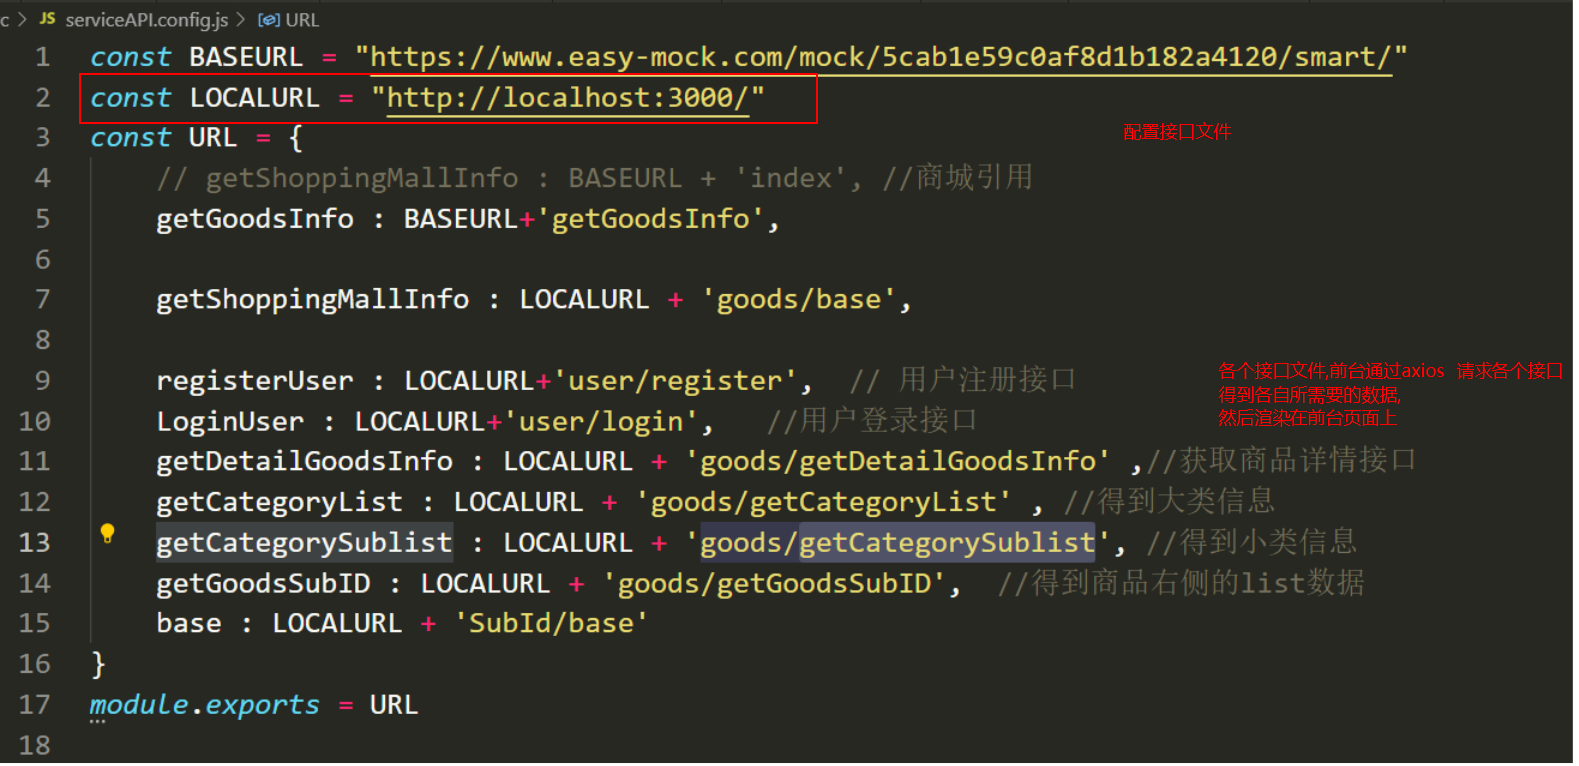 c > JS serviceAPI.config.js > URL
1 const BASEURL = "https://www.easy-mock.com/mock/5cab1e59c0af8d1b182a4120/smart/"
2 const LOCALURL = "http://localhost:3000/"
3 const URL = {
配置接口文件
4 // getShoppingMallInfo : BASEURL + 'index', //商城引用
5 getGoodsInfo : BASEURL+'getGoodsInfo',
6
7 getShoppingMallInfo : LOCALURL + 'goods/base',
8
9 registerUser : LOCALURL+'user/register', // 用户注册接口
各个接口文件,前台通过axios 请求各个接口
得到各自所需要的数据,
然后渲染在前台页面上
10 LoginUser : LOCALURL+'user/login', //用户登录接口
11 getDetailGoodsInfo : LOCALURL + 'goods/getDetailGoodsInfo' ,//获取商品详情接口
12 getCategoryList : LOCALURL + 'goods/getCategoryList' , //得到大类信息
13 getCategorySublist : LOCALURL + 'goods/getCategorySublist', //得到小类信息
14 getGoodsSubID : LOCALURL + 'goods/getGoodsSubID', //得到商品右侧的list数据
15 base : LOCALURL + 'SubId/base'
16 }
17 module.exports = URL
18